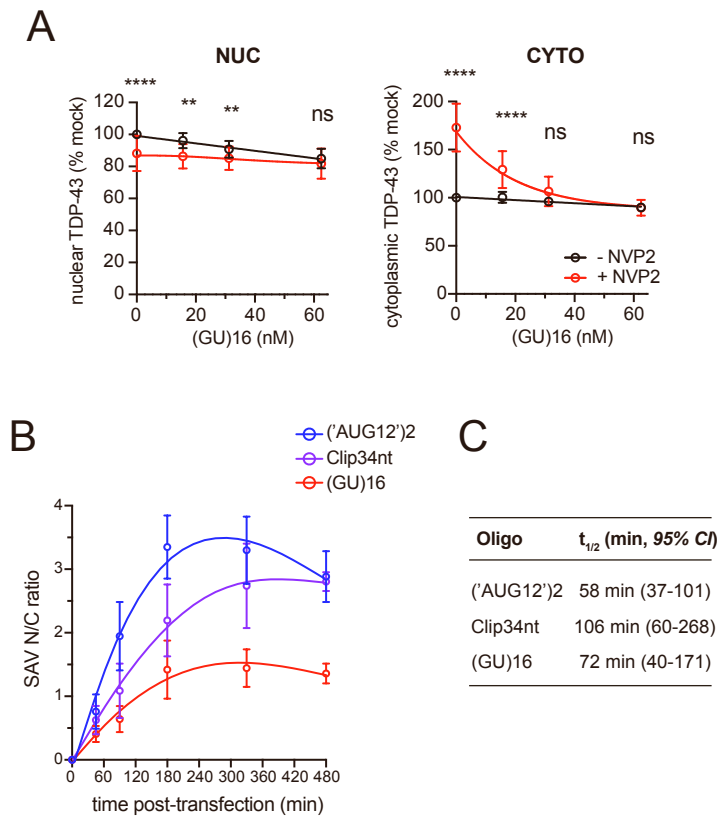 A
NUC
CYTO
**** ** ** ns
**** **** ns ns
nuclear TDP-43 (% mock)
120
100
80
60
40
20
0
0 20 40 60
(GU)16 (nM)
cytoplasmic TDP-43 (% mock)
200
150
100
50
0
- NVP2
+ NVP2
0 20 40 60
(GU)16 (nM)
B
('AUG12')2
Clip34nt
(GU)16
SAV N/C ratio
4
3
2
1
0
0 60 120 180 240 300 360 420 480
time post-transfection (min)
C
Oligo t1/2 (min, 95% CI)
('AUG12')2 58 min (37-101)
Clip34nt 106 min (60-268)
(GU)16 72 min (40-171)